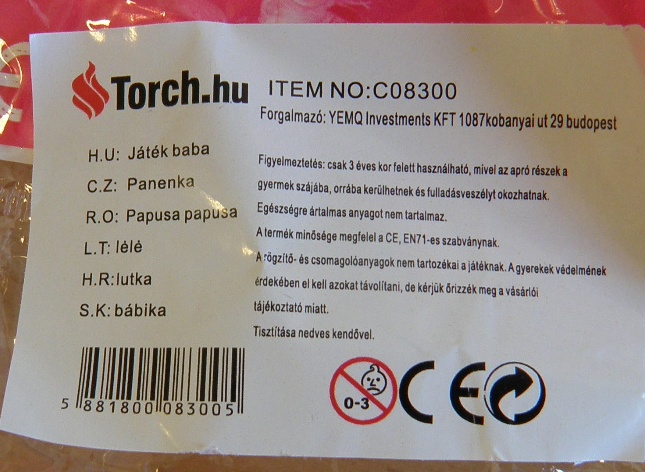 Torch.hu
ITEM NO:C08300
Forgalmazó: YEMQ Investments KFT 1087kobanyai ut 29 budapest
H.U: Játék baba
C.Z: Panenka
R.O: Papusa papusa
L.T: lélé
H.R:lutka
S.K: bábika
Figyelmeztetés: csak 3 éves kor felett használható, mivel az apró részek a
gyermek szájába, orrába kerülhetnek és fulladásveszélyt okozhatnak.
Egészségre ártalmas anyagot nem tartalmaz.
A termék minősége megfelel a CE, EN71-es szabványnak.
A rögzítő- és csomagolóanyagok nem tartozékai a játéknak. A gyerekek védelmének
érdekében el kell azokat távolítani, de kérjük őrizzék meg a vásárlói
tájékoztató miatt.
Tisztítása nedves kendővel.
5 881800 083005
0-3
CE